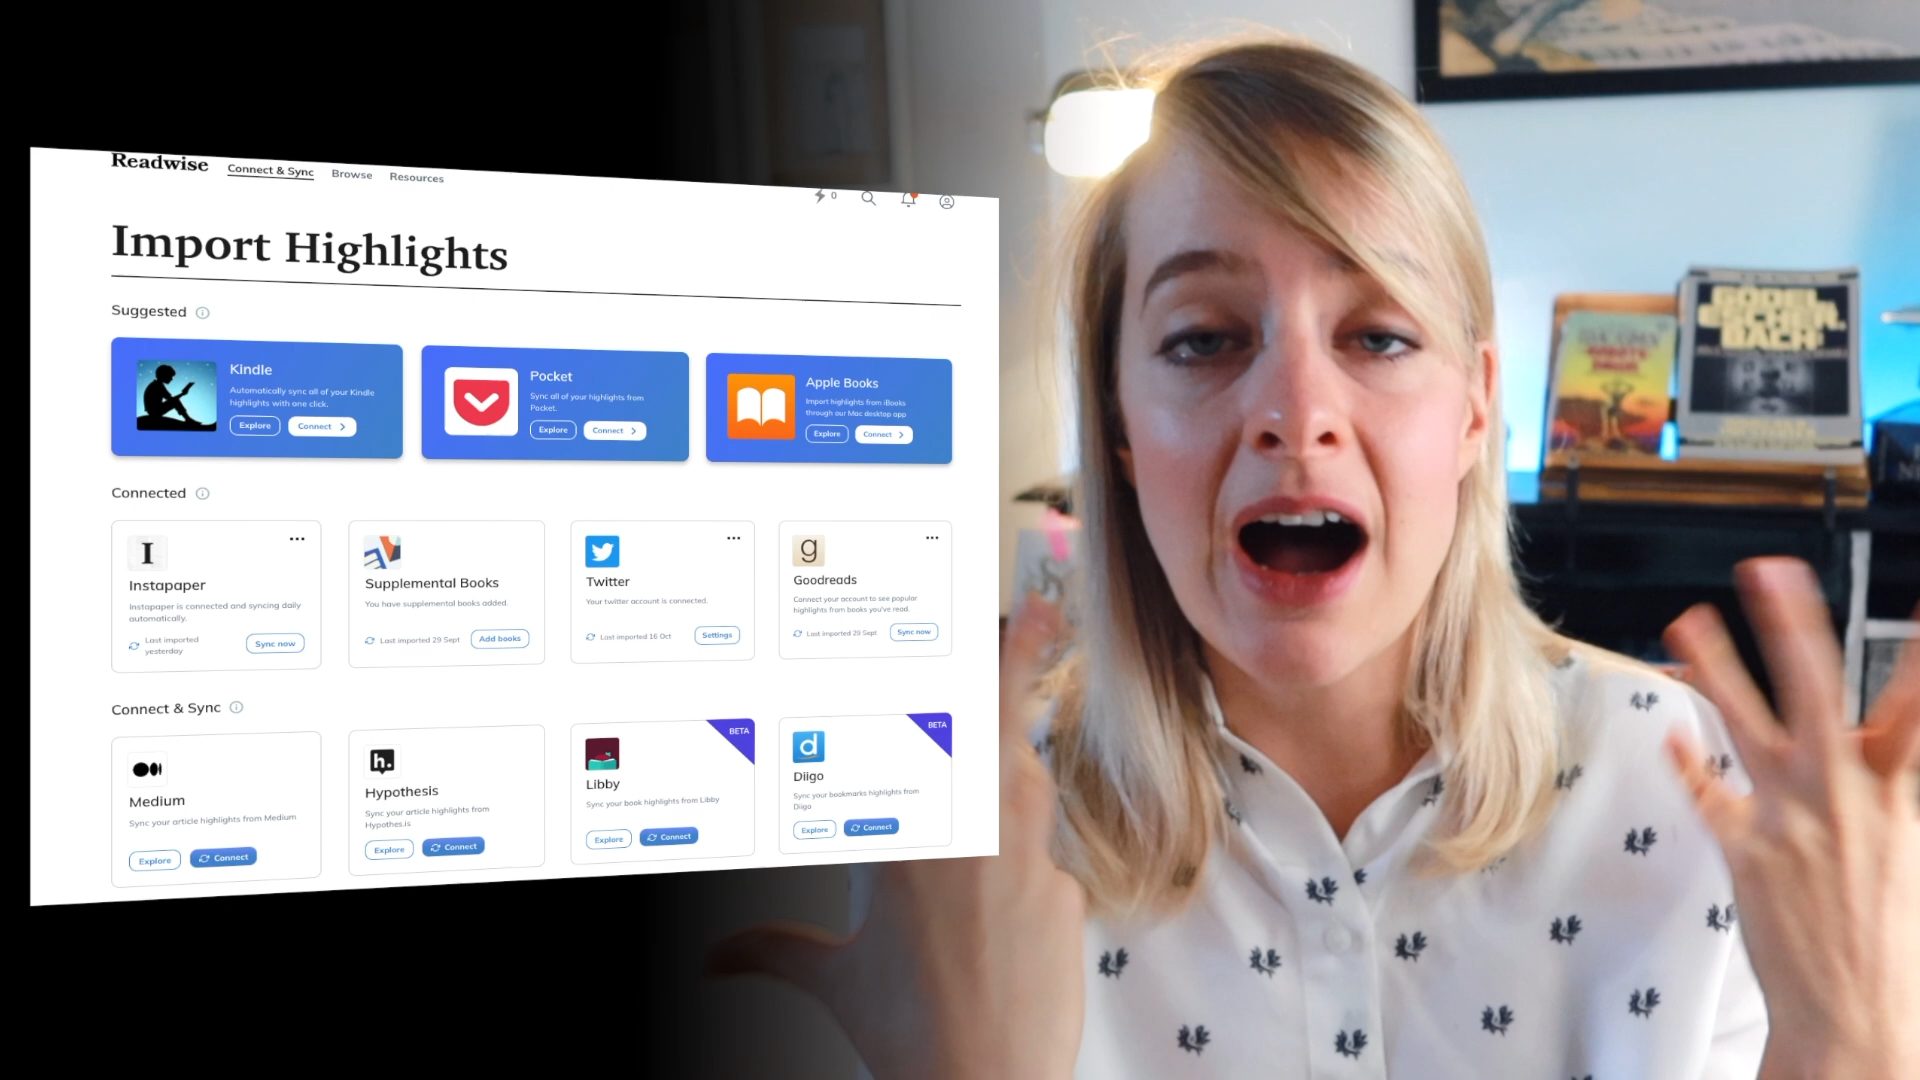 Readwise
Connect & Sync
Browse
Resources
0
Import Highlights
Suggested
Kindle
Automatically sync all of your Kindle
highlights with one click.
Explore
Connect
Pocket
Sync all of your highlights from
Pocket.
Explore
Connect
Apple Books
Import highlights from iBooks
through our Mac desktop app
Explore
Connect
Connected
I
Instapaper
Instapaper is connected and syncing daily
automatically.
Last imported
yesterday
Sync now
Supplemental Books
You have supplemental books added.
Last imported 29 Sept
Add books
Twitter
Your twitter account is connected.
Last imported 16 Oct
Settings
g
Goodreads
Connect your account to see popular
highlights from books you've read.
Last imported 29 Sept
Sync now
Connect & Sync
Medium
Sync your article highlights from Medium
Explore
Connect
h.
Hypothesis
Sync your article highlights from
Hypothes.is
Explore
Connect
BETA
Libby
Sync your book highlights from Libby
Explore
Connect
BETA
d
Diigo
Sync your bookmarks highlights from
Diigo
Explore
Connect
GÖDEL,
ESCHER,
BACH: